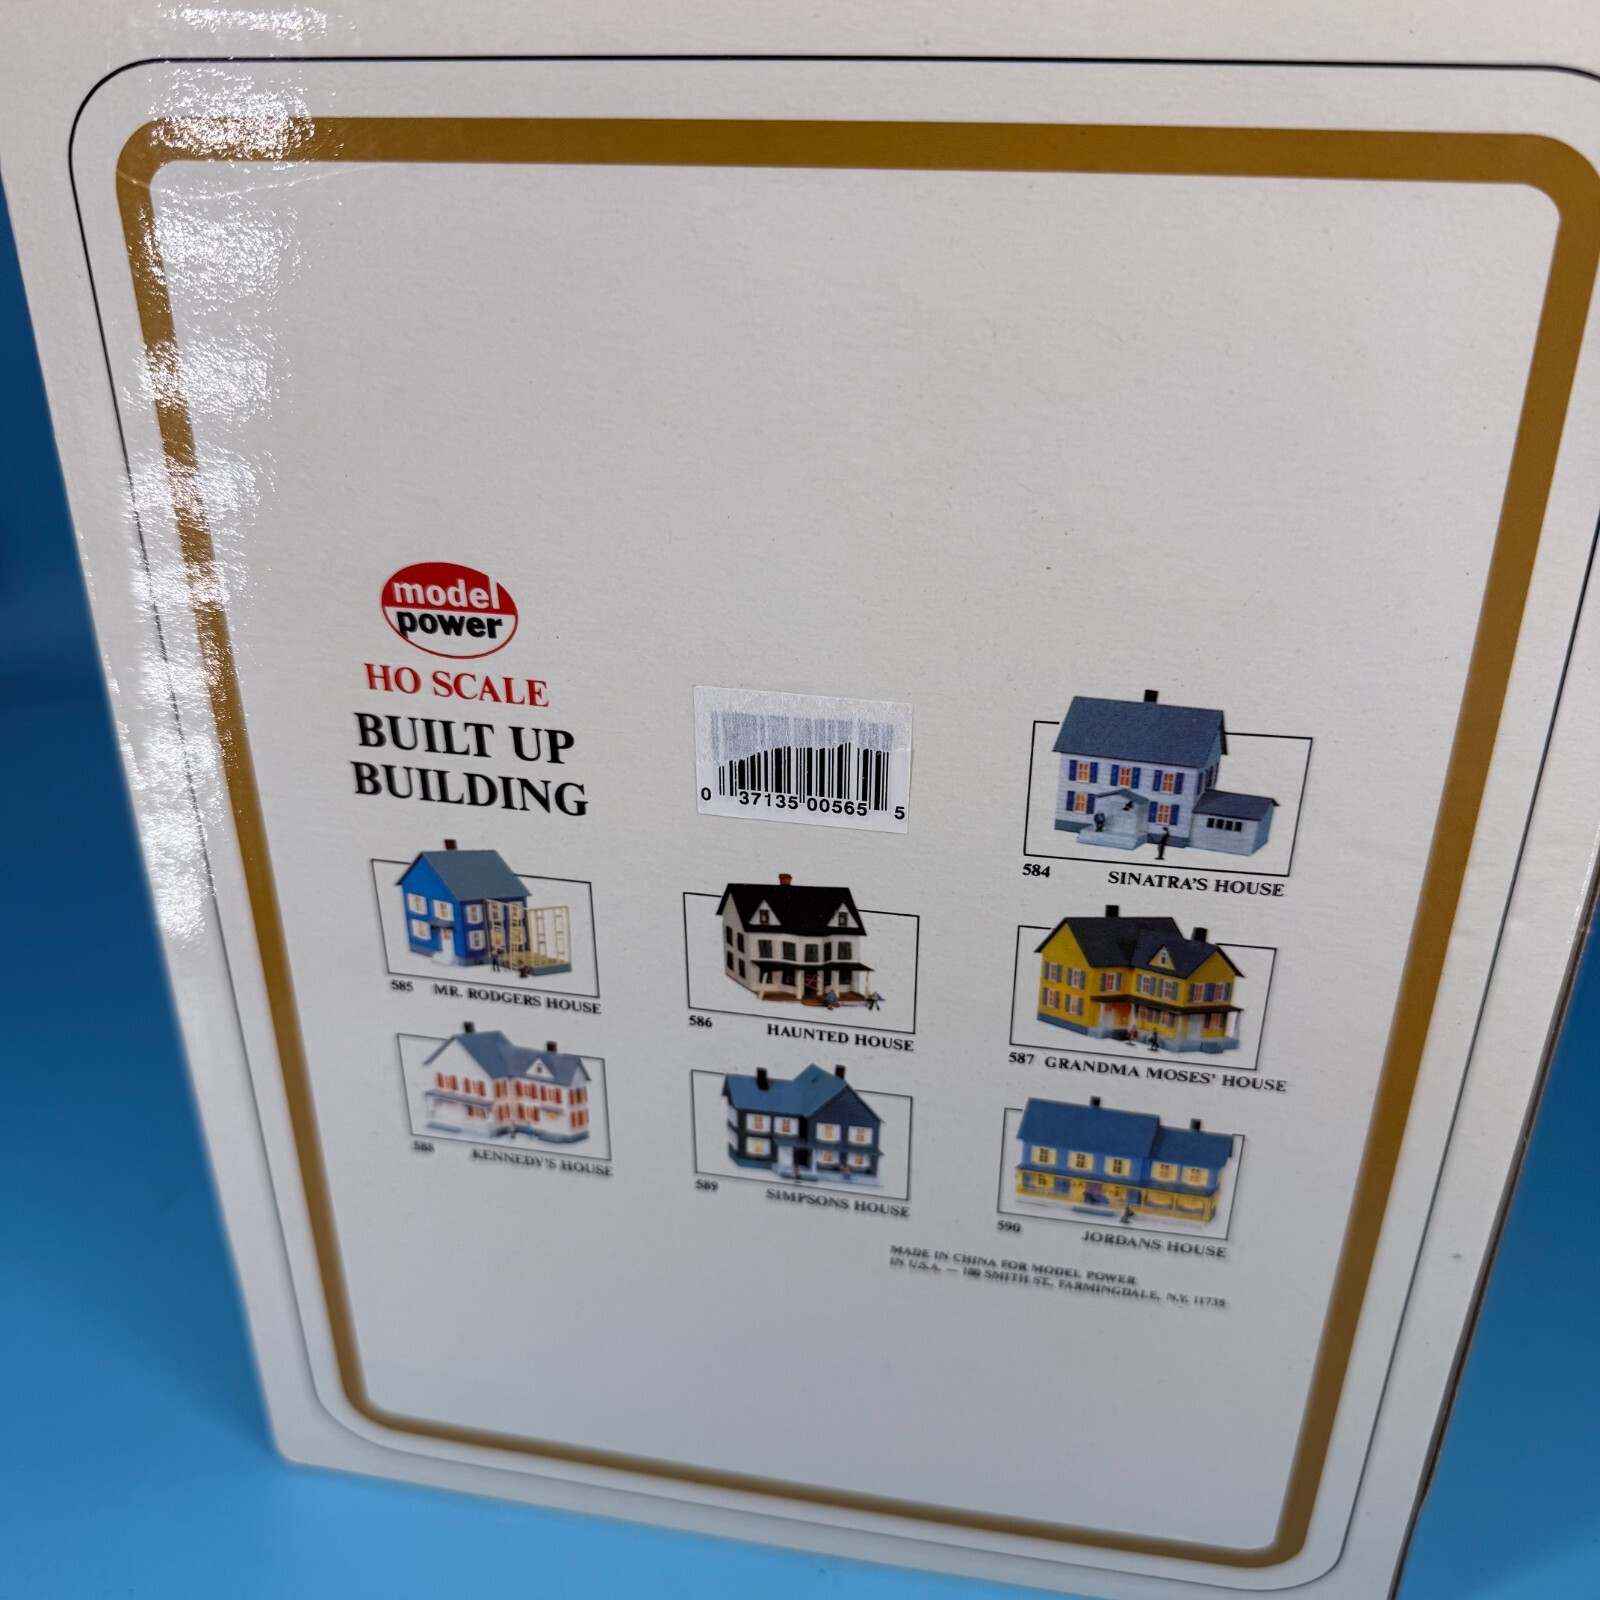 model
power
HO SCALE
BUILT UP
BUILDING
0 37135 00565 5
584 SINATRA'S HOUSE
585 MR. RODGERS HOUSE
586 HAUNTED HOUSE
587 GRANDMA MOSES' HOUSE
588 KENNEDY'S HOUSE
589 SIMPSONS HOUSE
590 JORDANS HOUSE
MADE IN CHINA FOR MODEL POWER
IN U.S.A. — 180 SMITH ST., FARMINGDALE, N.Y. 11735